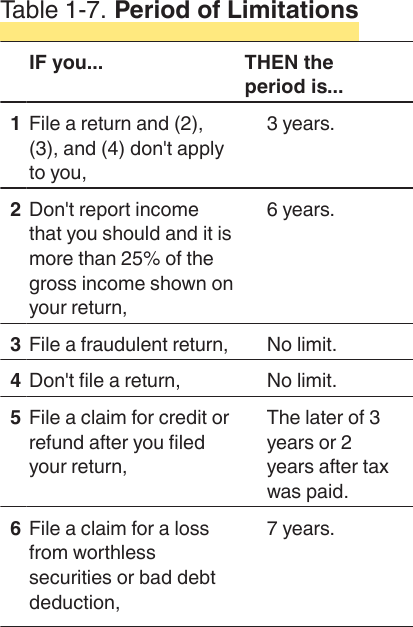 Table 1-7. Period of Limitations
IF you... THEN the
period is...
1 File a return and (2), 3 years.
(3), and (4) don't apply
to you,
2 Don't report income 6 years.
that you should and it is
more than 25% of the
gross income shown on
your return,
3 File a fraudulent return, No limit.
4 Don't file a return, No limit.
5 File a claim for credit or The later of 3
refund after you filed years or 2
your return, years after tax
was paid.
6 File a claim for a loss 7 years.
from worthless
securities or bad debt
deduction,